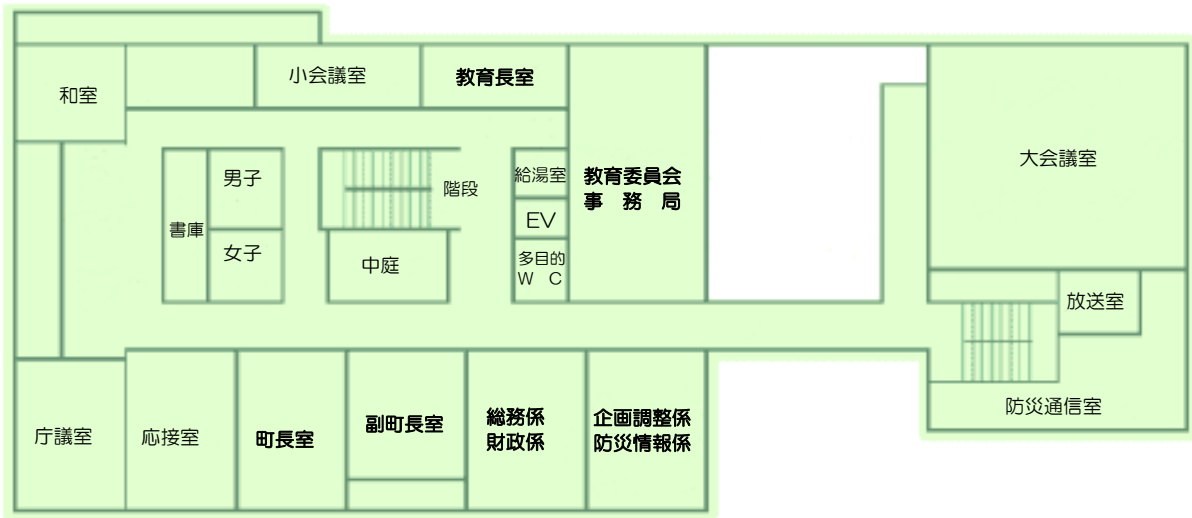 小会議室
教育長室
和室
大会議室
男子
階段
給湯室
教育委員会
事 務 局
書庫
EV
女子
中庭
多目的
W C
放送室
防災通信室
庁議室
応接室
町長室
副町長室
総務係
財政係
企画調整係
防災情報係